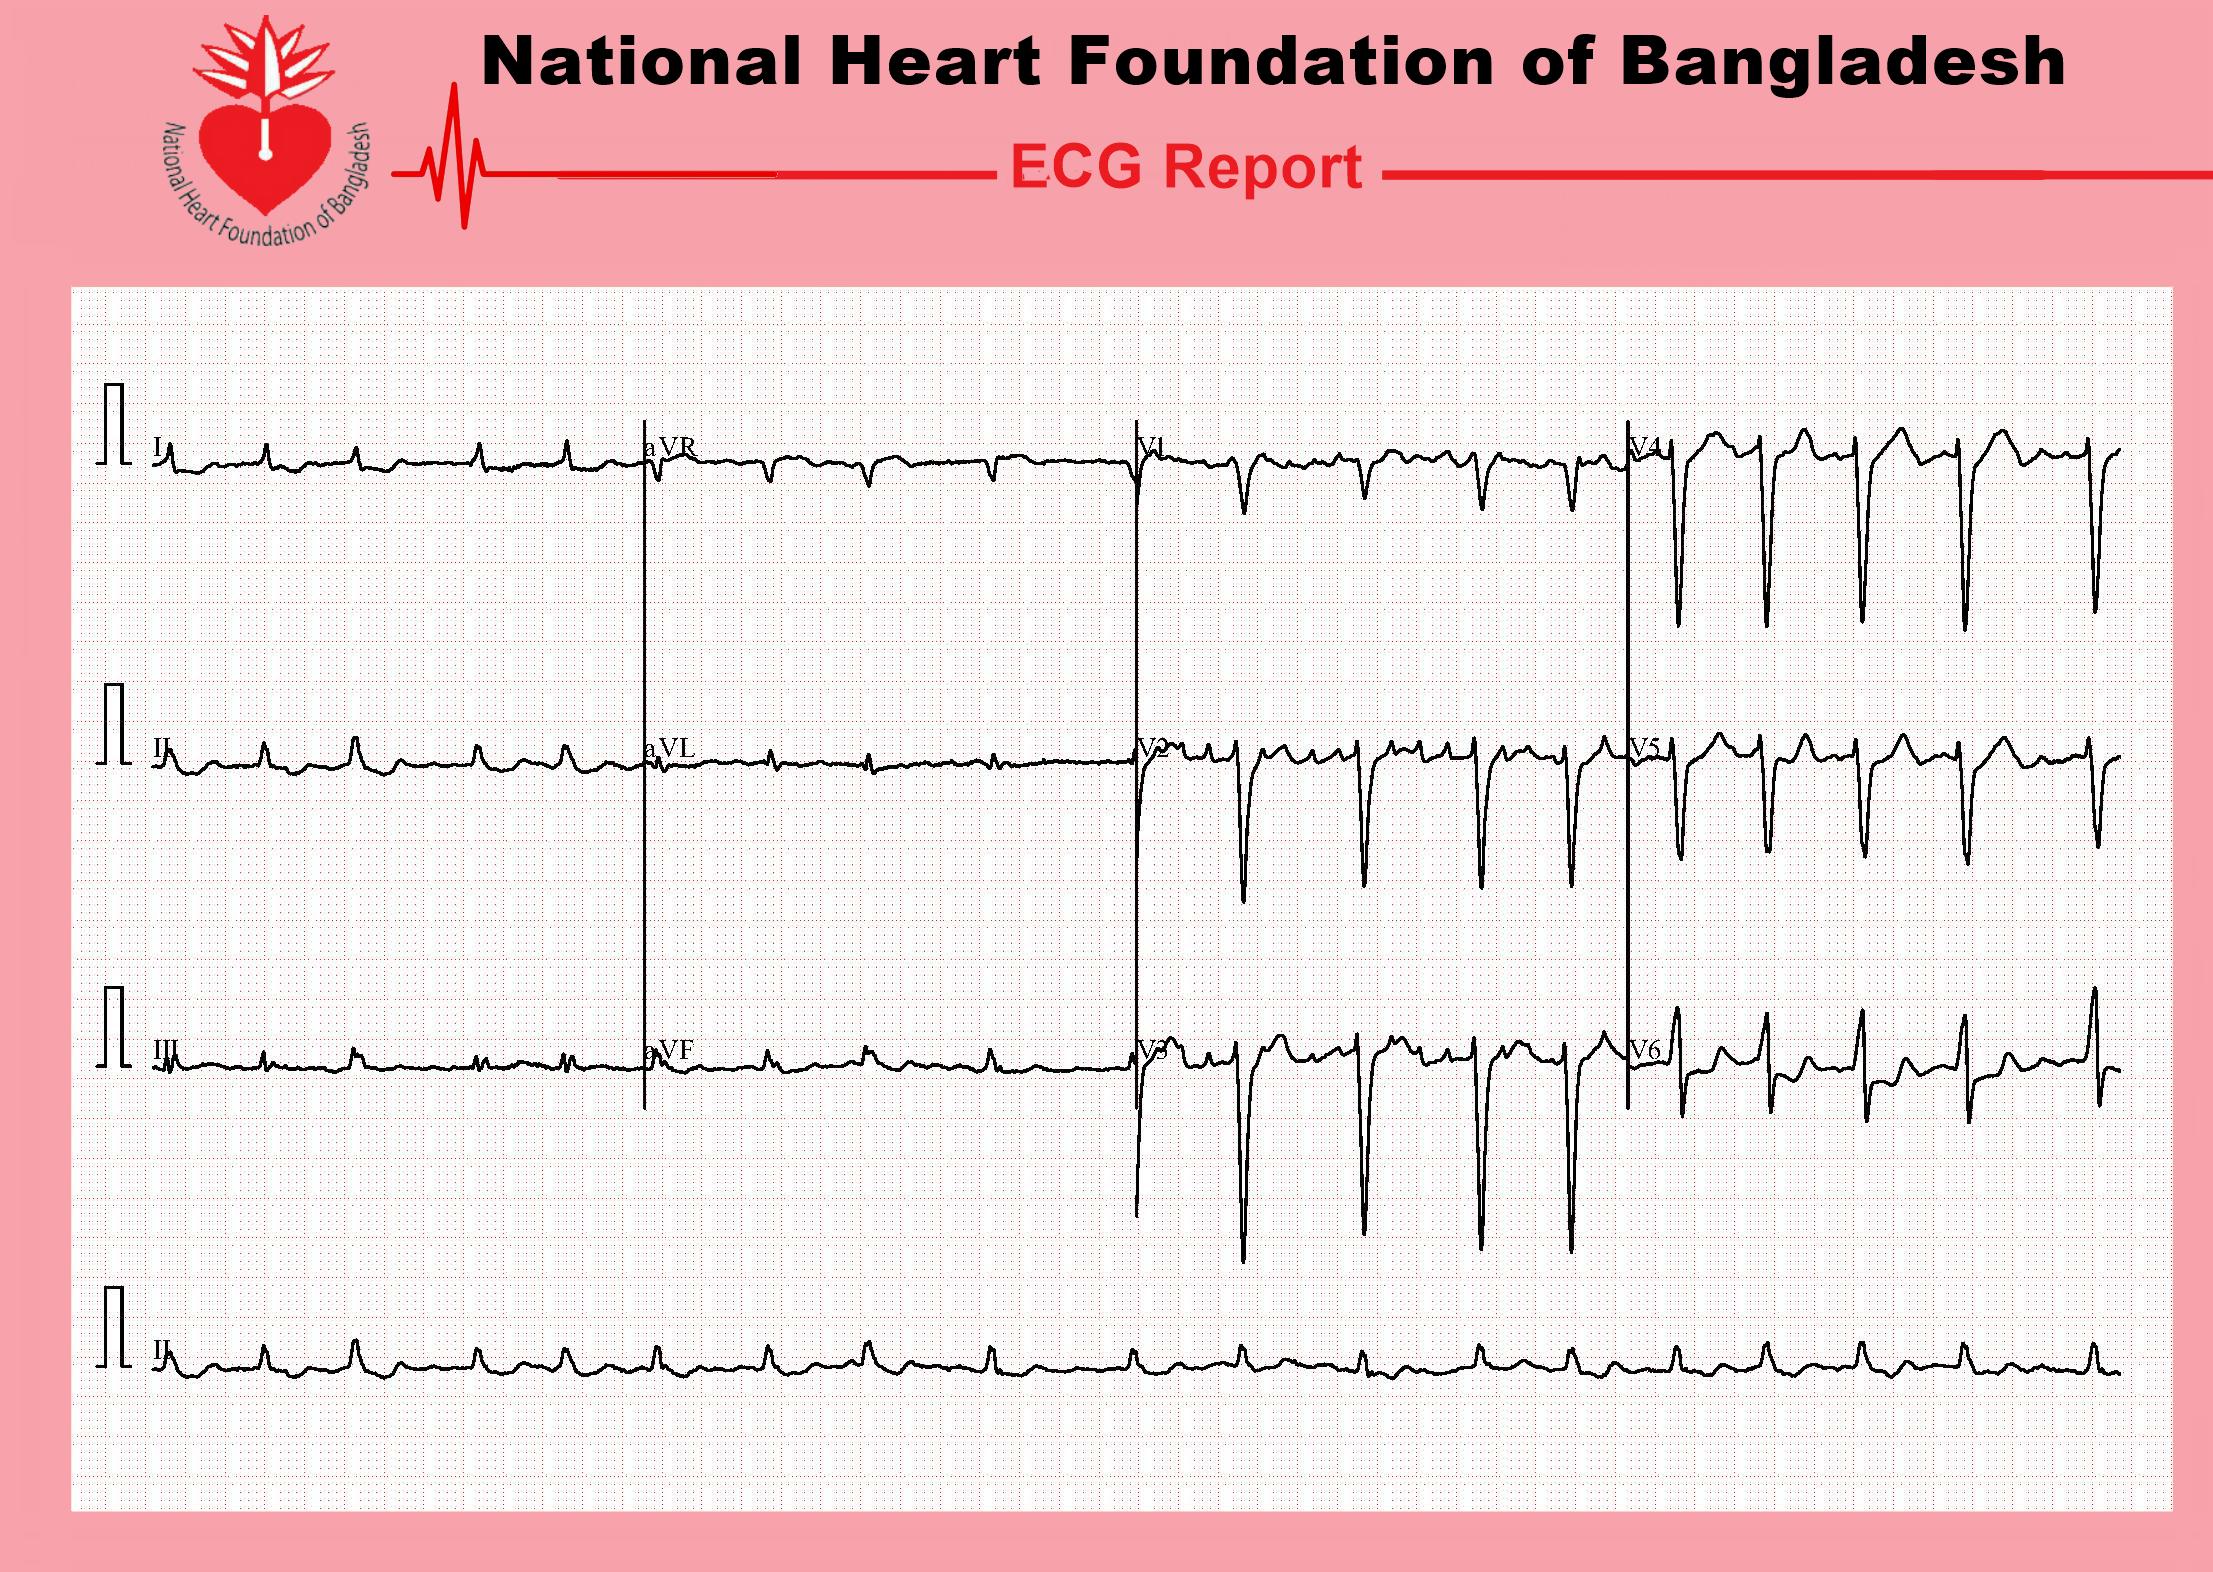 National Heart Foundation of Bangladesh
National Heart Foundation of Bangladesh
ECG Report
I
aVR
V1
V4
II
aVL
V2
V5
III
aVF
V3
V6
II